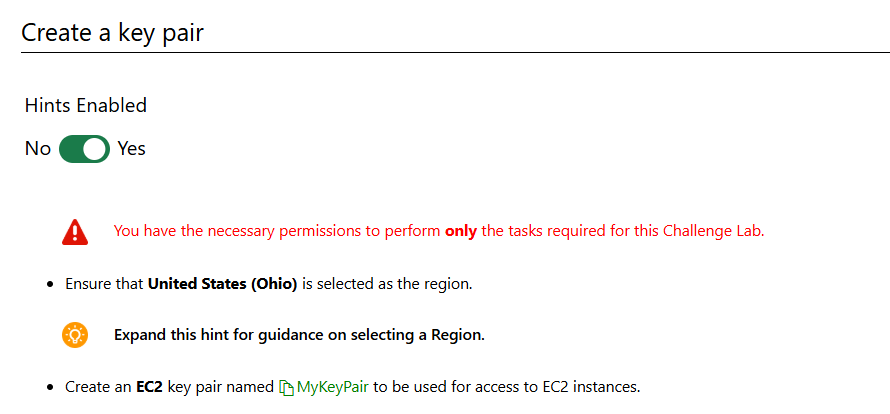 Create a key pair
Hints Enabled
No Yes
You have the necessary permissions to perform only the tasks required for this Challenge Lab.
Ensure that United States (Ohio) is selected as the region.
Expand this hint for guidance on selecting a Region.
Create an EC2 key pair named MyKeyPair to be used for access to EC2 instances.